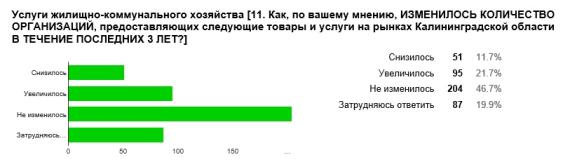 Услуги жилищно-коммунального хозяйства [11. Как, по вашему мнению, ИЗМЕНИЛОСЬ КОЛИЧЕСТВО
ОРГАНИЗАЦИЙ, предоставляющих следующие товары и услуги на рынках Калининградской области
В ТЕЧЕНИЕ ПОСЛЕДНИХ 3 ЛЕТ?]
Снизилось
Увеличилось
Не изменилось
Затрудняюсь…
0 50 100 150 ...
Снизилось 51 11.7%
Увеличилось 95 21.7%
Не изменилось 204 46.7%
Затрудняюсь ответить 87 19.9%